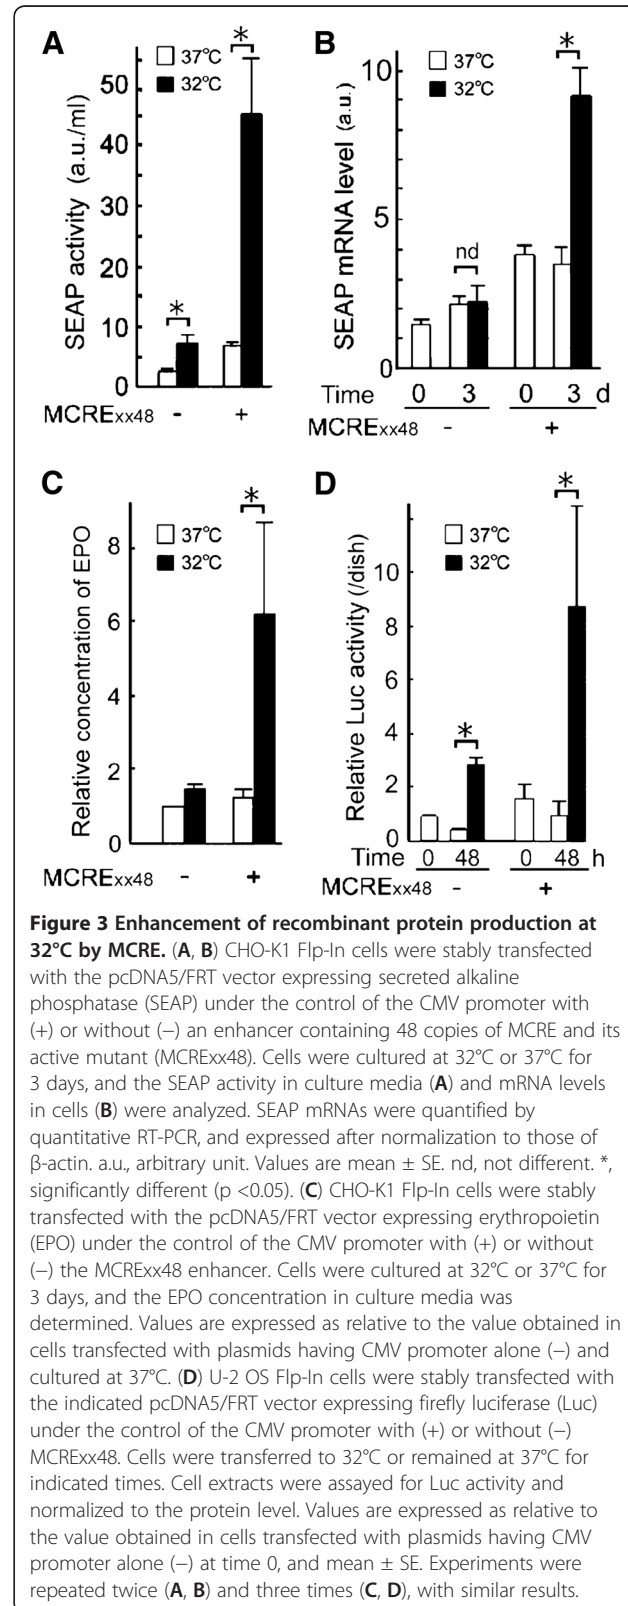 A
37°C
32°C
*
*
SEAP activity (a.u./ml)
50
40
30
20
10
0
MCRExx48 - +
B
37°C
32°C
*
nd
SEAP mRNA level (a.u.)
10
5
0
Time 0 3 0 3 d
MCRExx48 - +
C
37°C
32°C
*
Relative concentration of EPO
8
6
4
2
0
MCRExx48 - +
D
37°C
32°C
*
*
Relative Luc activity (/dish)
10
8
6
4
2
0
Time 0 48 0 48 h
MCRExx48 - +
Figure 3 Enhancement of recombinant protein production at
32°C by MCRE. (A, B) CHO-K1 Flp-In cells were stably transfected
with the pcDNA5/FRT vector expressing secreted alkaline
phosphatase (SEAP) under the control of the CMV promoter with
(+) or without (−) an enhancer containing 48 copies of MCRE and its
active mutant (MCRExx48). Cells were cultured at 32°C or 37°C for
3 days, and the SEAP activity in culture media (A) and mRNA levels
in cells (B) were analyzed. SEAP mRNAs were quantified by
quantitative RT-PCR, and expressed after normalization to those of
β-actin. a.u., arbitrary unit. Values are mean ± SE. nd, not different. *,
significantly different (p <0.05). (C) CHO-K1 Flp-In cells were stably
transfected with the pcDNA5/FRT vector expressing erythropoietin
(EPO) under the control of the CMV promoter with (+) or without
(−) the MCRExx48 enhancer. Cells were cultured at 32°C or 37°C for
3 days, and the EPO concentration in culture media was
determined. Values are expressed as relative to the value obtained in
cells transfected with plasmids having CMV promoter alone (−) and
cultured at 37°C. (D) U-2 OS Flp-In cells were stably transfected with
the indicated pcDNA5/FRT vector expressing firefly luciferase (Luc)
under the control of the CMV promoter with (+) or without (−)
MCRExx48. Cells were transferred to 32°C or remained at 37°C for
indicated times. Cell extracts were assayed for Luc activity and
normalized to the protein level. Values are expressed as relative to
the value obtained in cells transfected with plasmids having CMV
promoter alone (−) at time 0, and mean ± SE. Experiments were
repeated twice (A, B) and three times (C, D), with similar results.